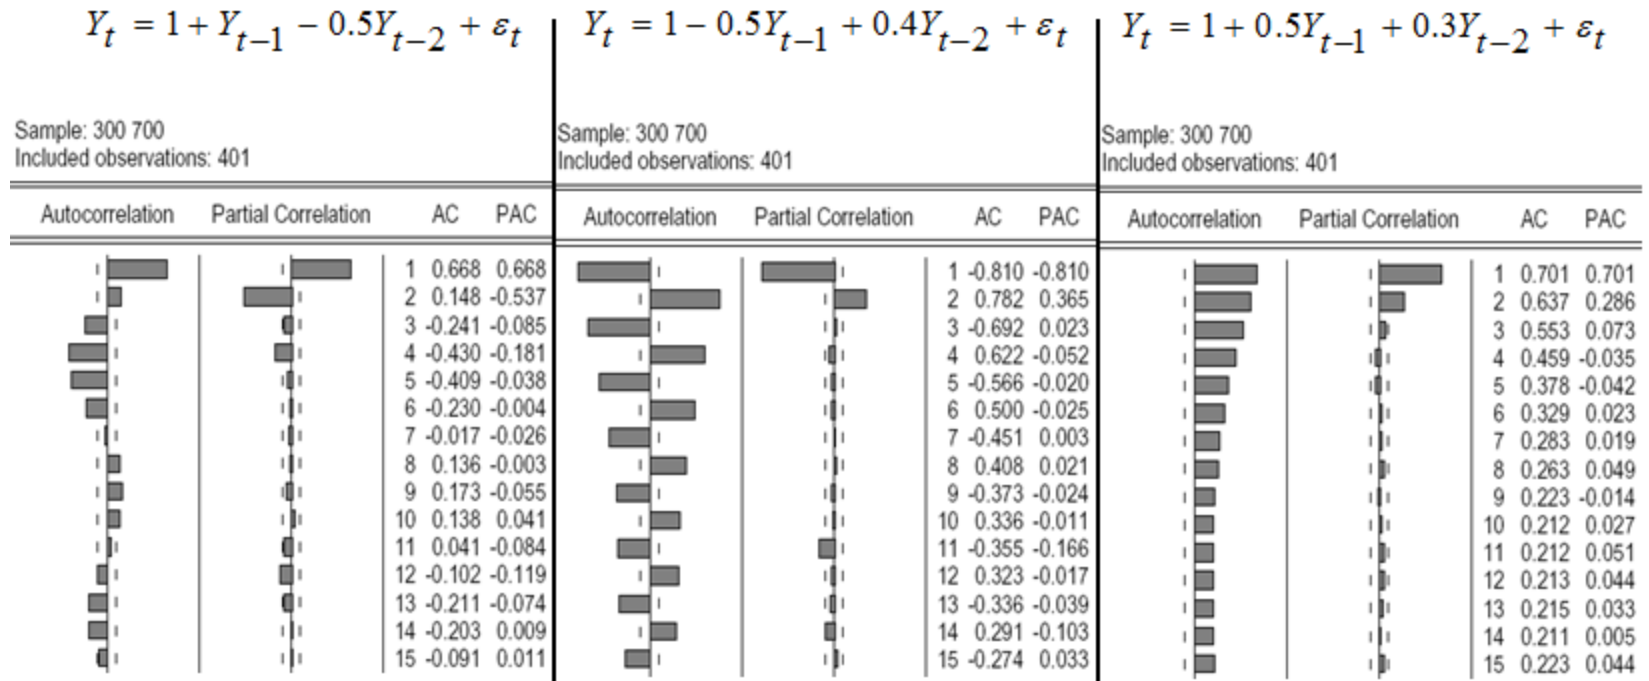 Y_t = 1 + Y_{t-1} − 0.5Y_{t-2} + ε_t
Sample: 300 700
Included observations: 401
Autocorrelation Partial Correlation AC PAC
1 0.668 0.668
2 0.148 -0.537
3 -0.241 -0.085
4 -0.430 -0.181
5 -0.409 -0.038
6 -0.230 -0.004
7 -0.017 -0.026
8 0.136 -0.003
9 0.173 -0.055
10 0.138 0.041
11 0.041 -0.084
12 -0.102 -0.119
13 -0.211 -0.074
14 -0.203 0.009
15 -0.091 0.011
Y_t = 1 − 0.5Y_{t-1} + 0.4Y_{t-2} + ε_t
Sample: 300 700
Included observations: 401
Autocorrelation Partial Correlation AC PAC
1 -0.810 -0.810
2 0.782 0.365
3 -0.692 0.023
4 0.622 -0.052
5 -0.566 -0.020
6 0.500 -0.025
7 -0.451 0.003
8 0.408 0.021
9 -0.373 -0.024
10 0.336 -0.011
11 -0.355 -0.166
12 0.323 -0.017
13 -0.336 -0.039
14 0.291 -0.103
15 -0.274 0.033
Y_t = 1 + 0.5Y_{t-1} + 0.3Y_{t-2} + ε_t
Sample: 300 700
Included observations: 401
Autocorrelation Partial Correlation AC PAC
1 0.701 0.701
2 0.637 0.286
3 0.553 0.073
4 0.459 -0.035
5 0.378 -0.042
6 0.329 0.023
7 0.283 0.019
8 0.263 0.049
9 0.223 -0.014
10 0.212 0.027
11 0.212 0.051
12 0.213 0.044
13 0.215 0.033
14 0.211 0.005
15 0.223 0.044